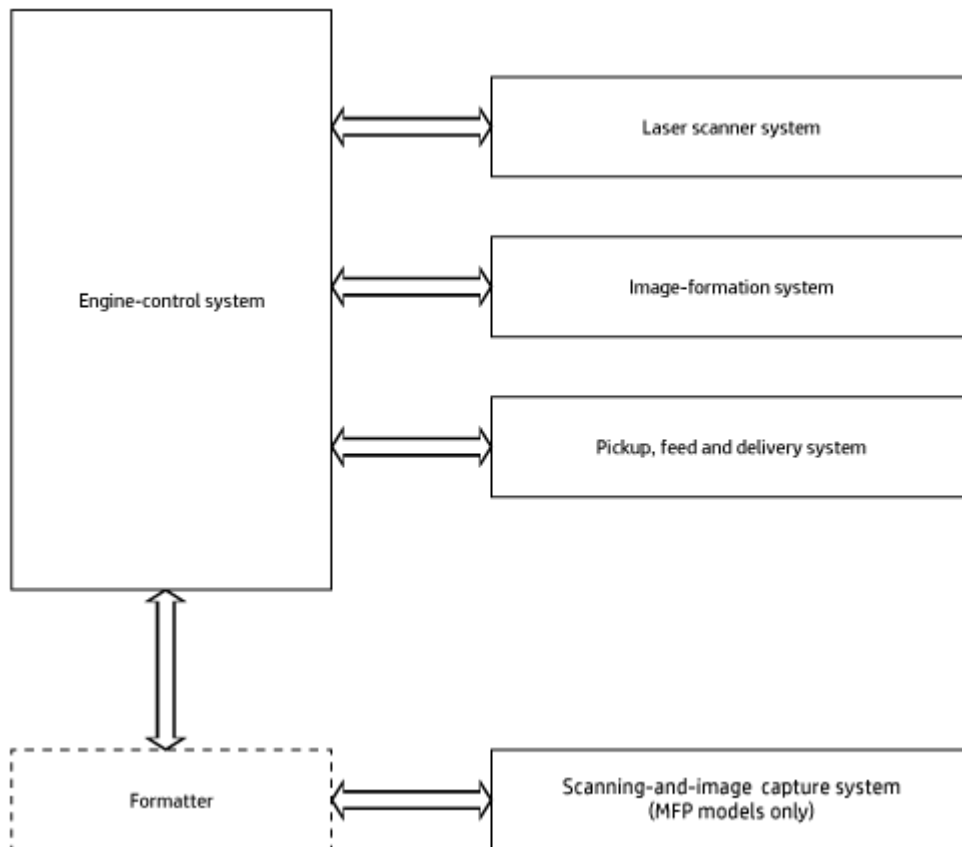 Laser scanner system
Engine-control system
Image-formation system
Pickup, feed and delivery system
Formatter
Scanning-and-image capture system
(MFP models only)